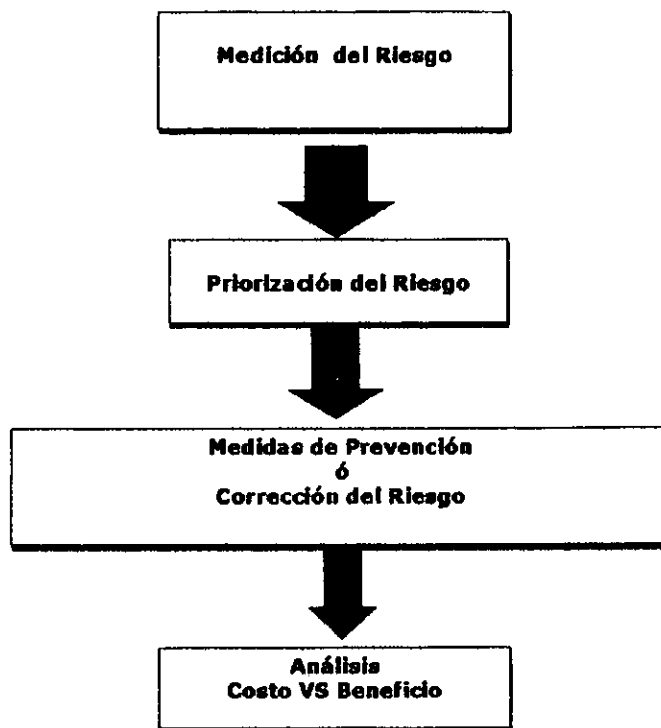 Medición del Riesgo
Priorización del Riesgo
Medidas de Prevención
ó
Corrección del Riesgo
Análisis
Costo VS Beneficio